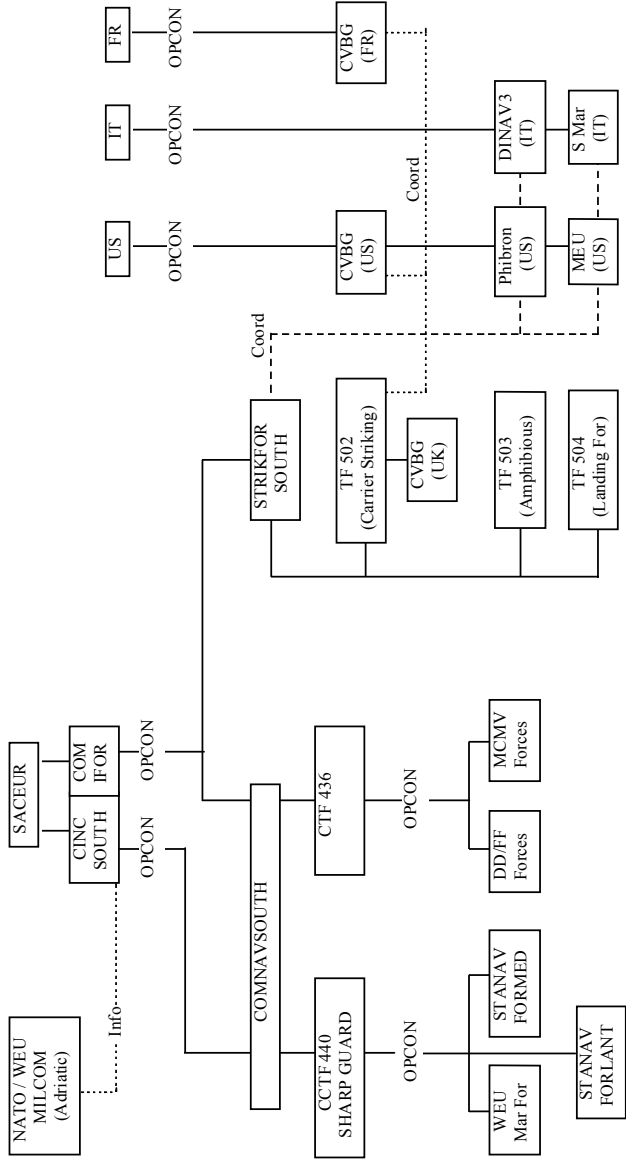 NATO / WEU
MILCOM
(Adriatic)
Info
SACEUR
CINC
SOUTH
COM
IFOR
OPCON
OPCON
COMNAVSOUTH
CCTF 440
SHARP GUARD
CTF 436
OPCON
OPCON
WEU
Mar For
STANAV
FORMED
STANAV
FORLANT
DD/FF
Forces
MCMV
Forces
STRIKFOR
SOUTH
Coord
TF 502
(Carrier Striking)
CVBG
(UK)
TF 503
(Amphibious)
TF 504
(Landing For)
US
IT
FR
OPCON
OPCON
OPCON
CVBG
(US)
CVBG
(FR)
Coord
Phibron
(US)
DINAV3
(IT)
MEU
(US)
S Mar
(IT)